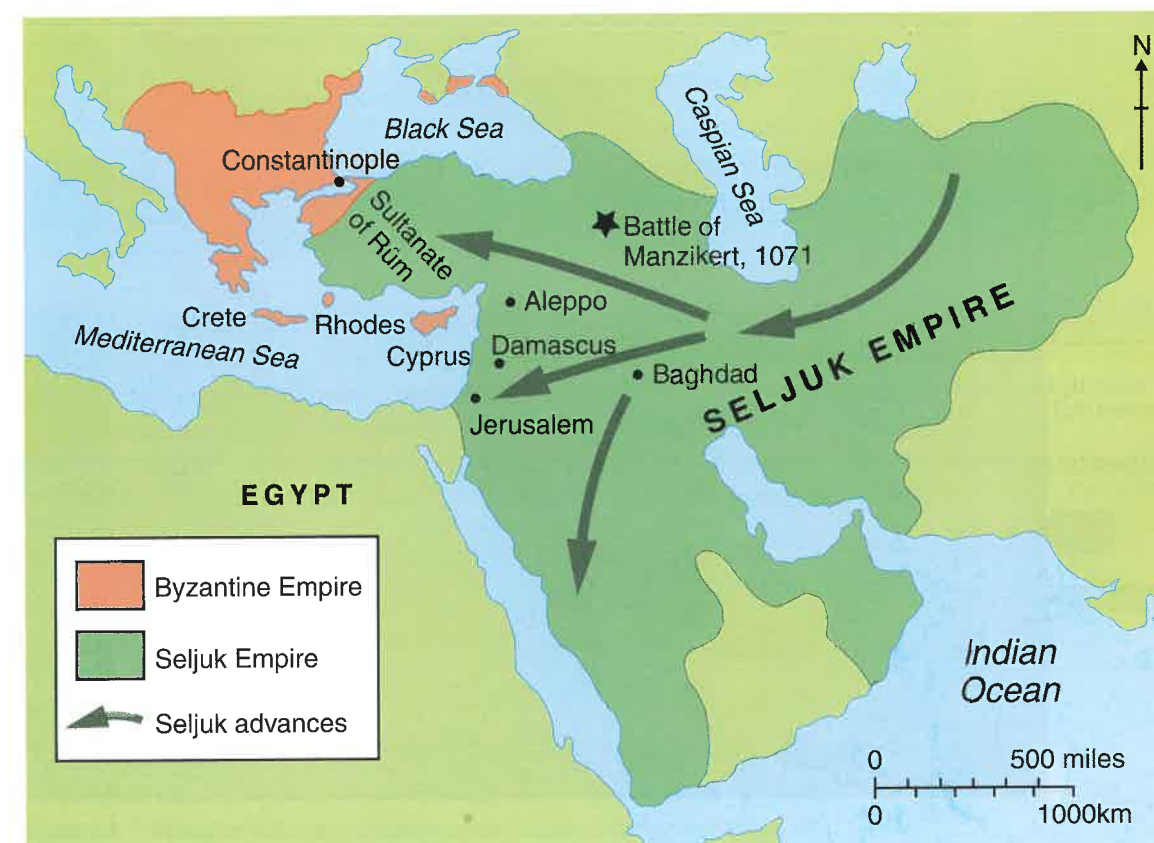 N
Black Sea
Caspian Sea
Constantinople
Sultanate
of Rûm
Battle of
Manzikert, 1071
Aleppo
SELJUK EMPIRE
Crete
Rhodes
Cyprus
Mediterranean Sea
Damascus
Baghdad
Jerusalem
EGYPT
Byzantine Empire
Seljuk Empire
Seljuk advances
Indian
Ocean
0 500 miles
0 1000km